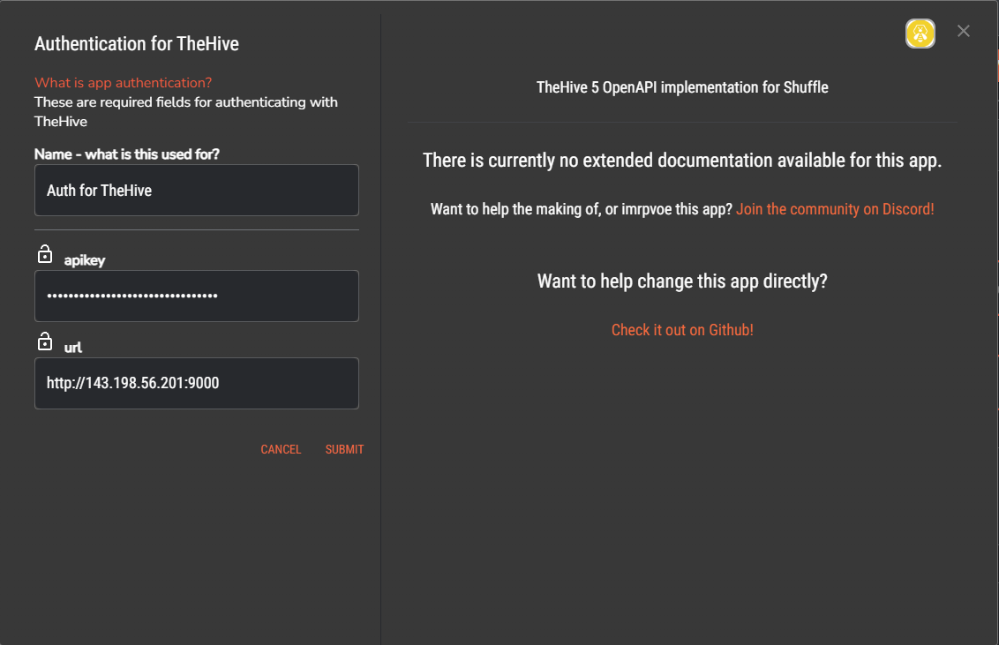 Authentication for TheHive
What is app authentication?
These are required fields for authenticating with
TheHive
Name - what is this used for?
Auth for TheHive
apikey
••••••••••••••••••••••••••••••••
url
http://143.198.56.201:9000
CANCEL SUBMIT
TheHive 5 OpenAPI implementation for Shuffle
There is currently no extended documentation available for this app.
Want to help the making of, or imrpvoe this app? Join the community on Discord!
Want to help change this app directly?
Check it out on Github!